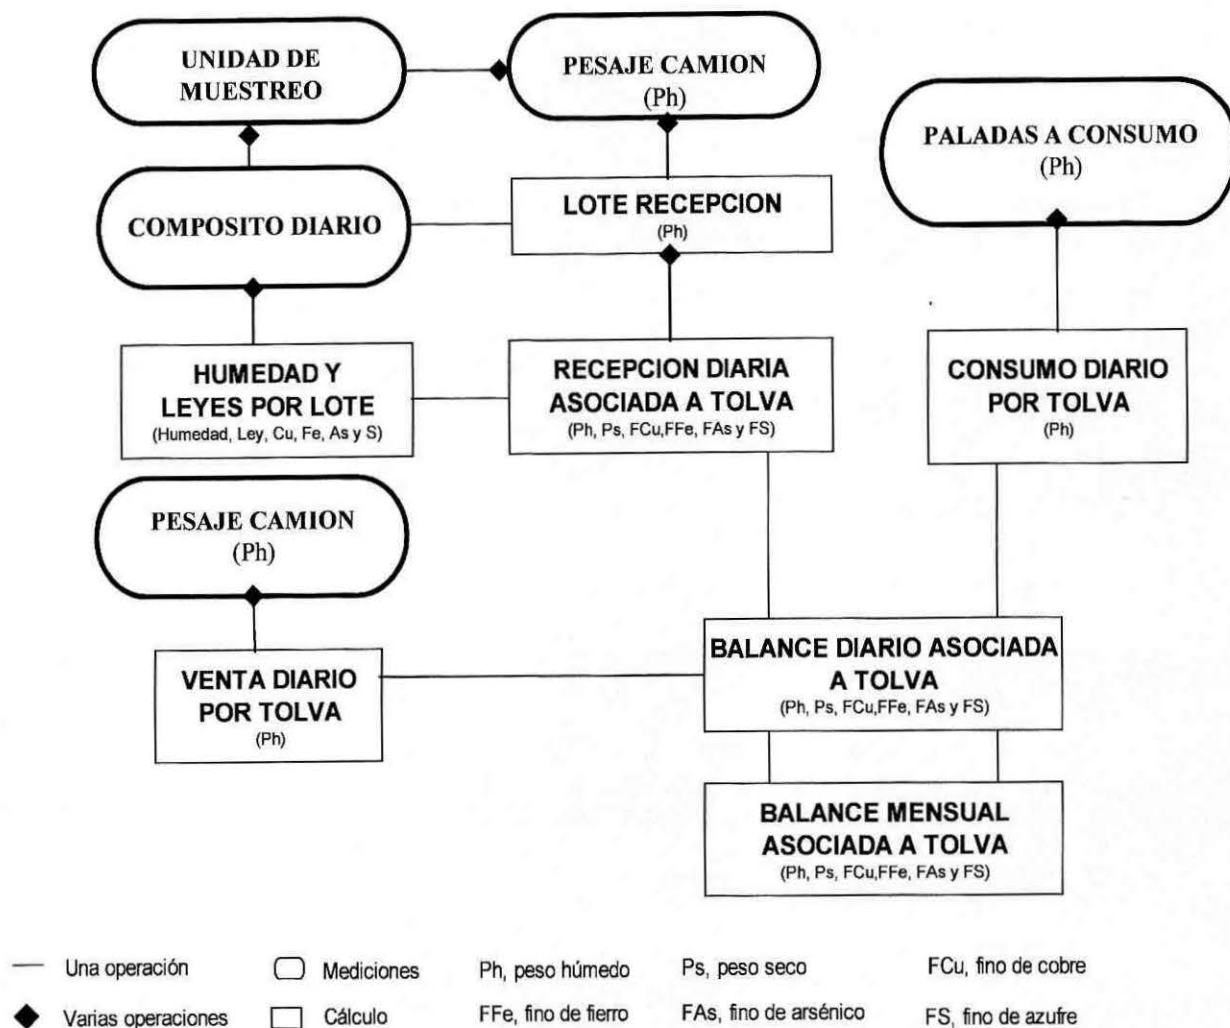 UNIDAD DE
MUESTREO
PESAJE CAMION
(Ph)
PALADAS A CONSUMO
(Ph)
COMPOSITO DIARIO
LOTE RECEPCION
(Ph)
HUMEDAD Y
LEYES POR LOTE
(Humedad, Ley, Cu, Fe, As y S)
RECEPCION DIARIA
ASOCIADA A TOLVA
(Ph, Ps, FCu,FFe, FAs y FS)
CONSUMO DIARIO
POR TOLVA
(Ph)
PESAJE CAMION
(Ph)
VENTA DIARIO
POR TOLVA
(Ph)
BALANCE DIARIO ASOCIADA
A TOLVA
(Ph, Ps, FCu,FFe, FAs y FS)
BALANCE MENSUAL
ASOCIADA A TOLVA
(Ph, Ps, FCu,FFe, FAs y FS)
Una operación
Mediciones
Ph, peso húmedo
Ps, peso seco
FCu, fino de cobre
Varias operaciones
Cálculo
FFe, fino de fierro
FAs, fino de arsénico
FS, fino de azufre